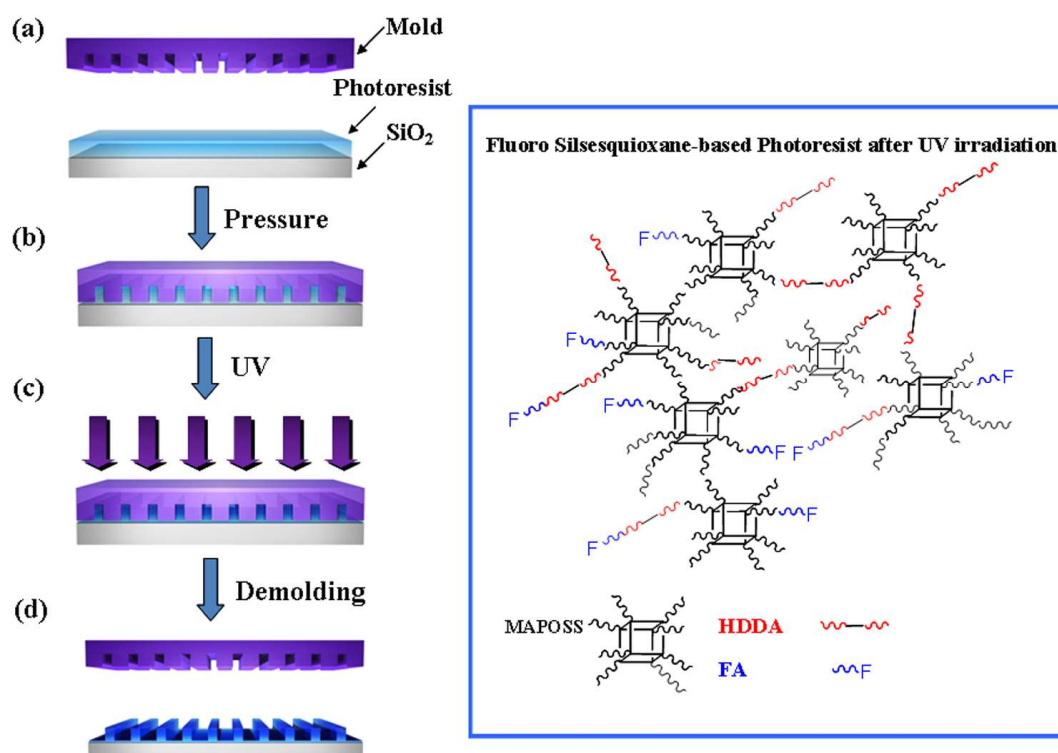 (a)
Mold
Photoresist
SiO₂
Pressure
(b)
UV
(c)
Demolding
(d)
Fluoro Silsesquioxane-based Photoresist after UV irradiation
F
F
F
F
F
F
F
F
F
MAPOSS
HDDA
FA
F